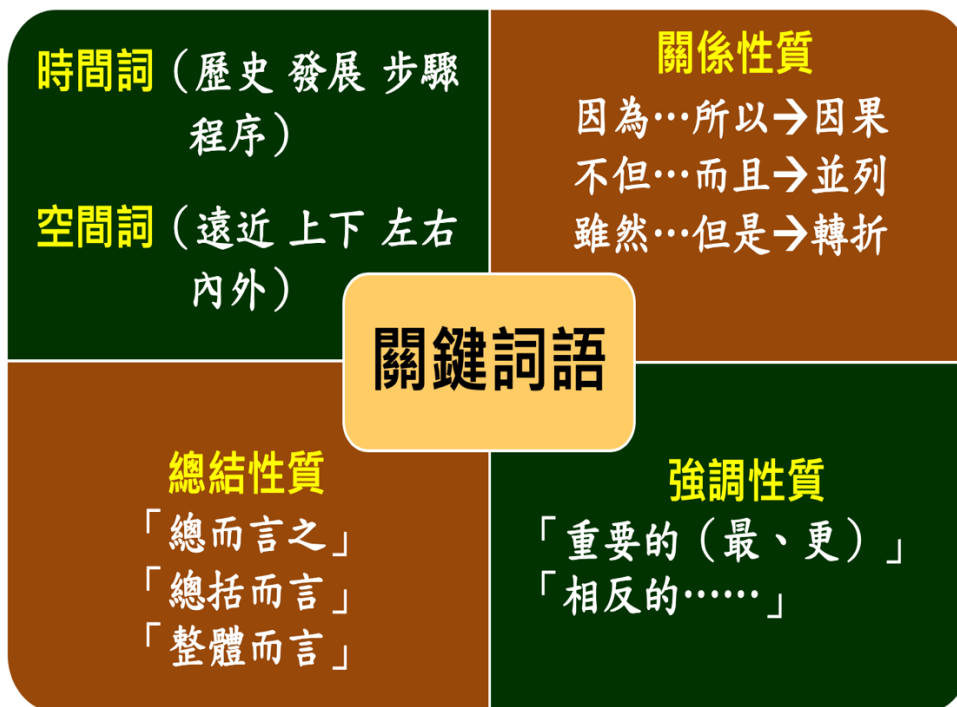 時間詞（歷史 發展 步驟
程序）
空間詞（遠近 上下 左右
內外）
關係性質
因為…所以→因果
不但…而且→並列
雖然…但是→轉折
關鍵詞語
總結性質
「總而言之」
「總括而言」
「整體而言」
強調性質
「重要的（最、更）」
「相反的……」